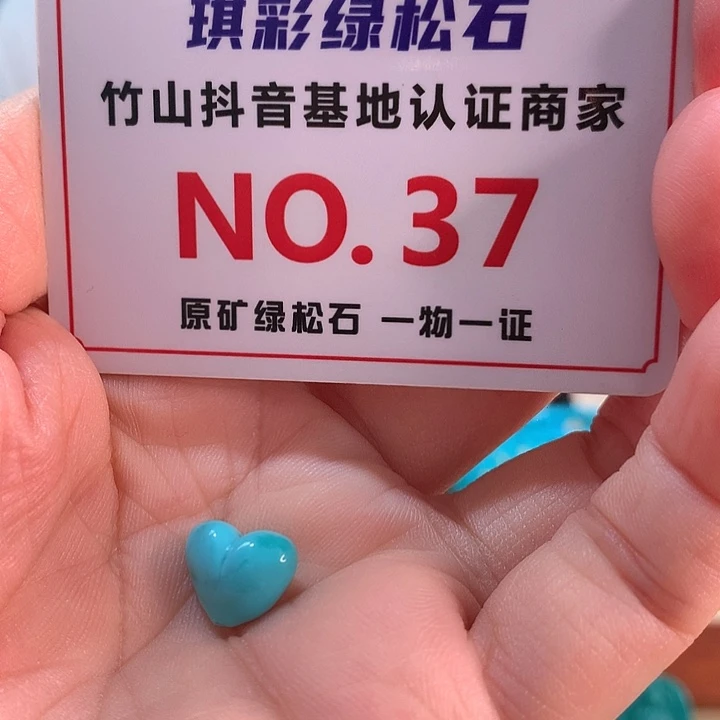 琪彩绿松石
竹山抖音基地认证商家
NO. 37
原矿绿松石 一物一证